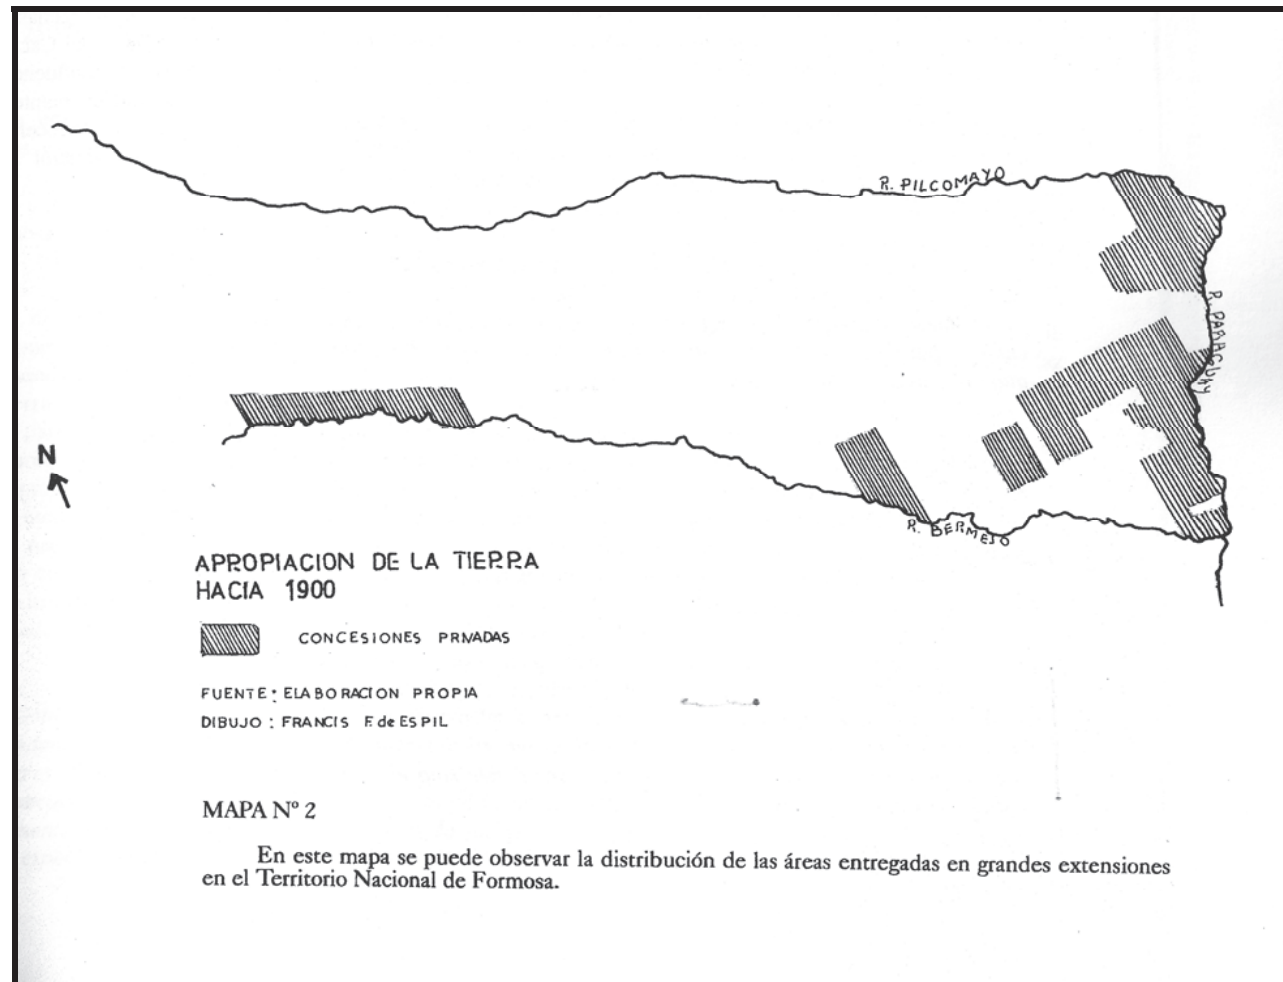 R. PILCOMAYO
R. PARAGUAY
N
R. BERMEJO
APROPIACION DE LA TIERRA
HACIA 1900
CONCESIONES PRIVADAS
FUENTE: ELABORACION PROPIA
DIBUJO: FRANCIS F. de ESPIL
MAPA Nº 2
En este mapa se puede observar la distribución de las áreas entregadas en grandes extensiones
en el Territorio Nacional de Formosa.